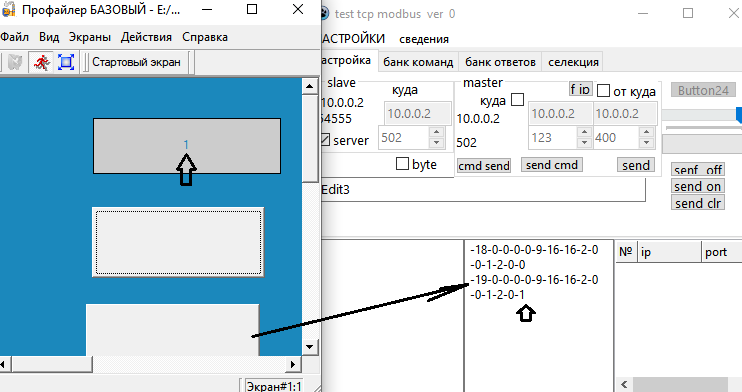 Профайлер БАЗОВЫЙ - E:/...
Файл Вид Экраны Действия Справка
Стартовый экран
1
Экран#1:1
test tcp modbus ver 0
АСТРОЙКИ сведения
астройка банк команд банк ответов селекция
slave
10.0.0.2
54555
куда
10.0.0.2
server 502
byte
master
куда
f_ip от куда
10.0.0.2 10.0.0.2 10.0.0.2
502 123 400
cmd send send cmd send
Button24
senf_off
send on
send clr
Edit3
-18-0-0-0-0-9-16-16-2-0
-0-1-2-0-0
-19-0-0-0-0-9-16-16-2-0
-0-1-2-0-1
№ ip port